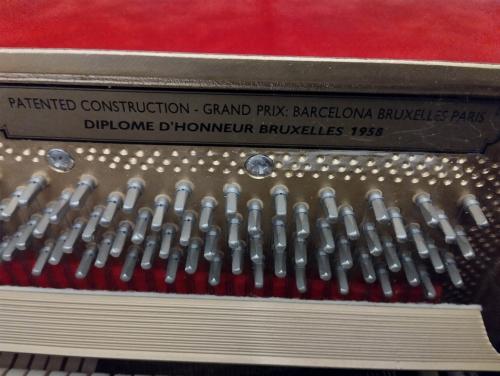 PATENTED CONSTRUCTION - GRAND PRIX: BARCELONA BRUXELLES PARIS
DIPLOME D'HONNEUR BRUXELLES 1958